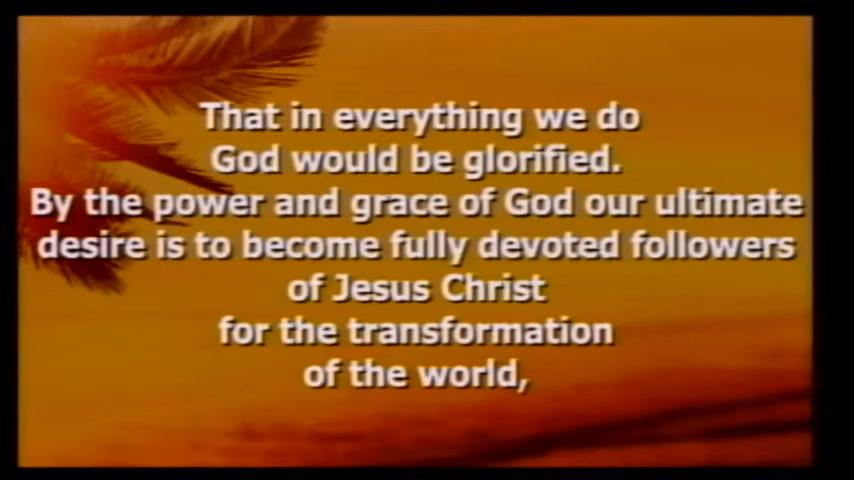 That in everything we do
God would be glorified.
By the power and grace of God our ultimate
desire is to become fully devoted followers
of Jesus Christ
for the transformation
of the world,